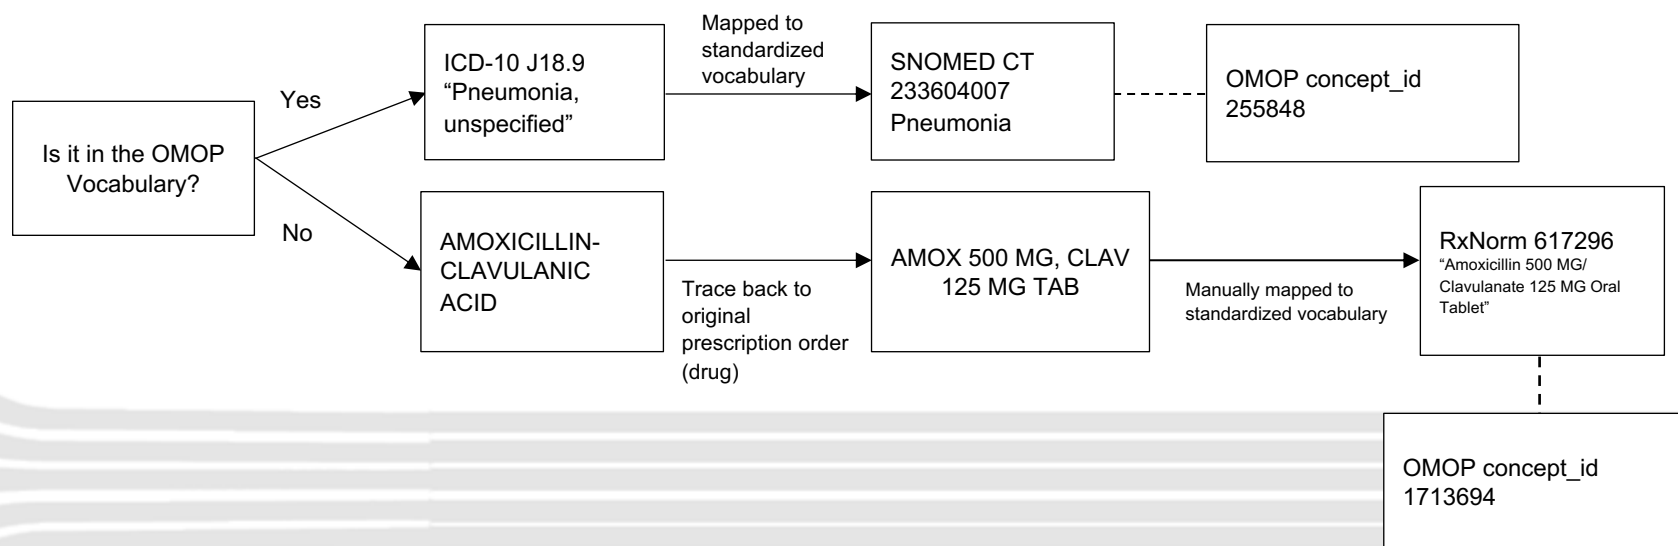 Is it in the OMOP
Vocabulary?
Yes
ICD-10 J18.9
“Pneumonia,
unspecified”
Mapped to
standardized
vocabulary
SNOMED CT
233604007
Pneumonia
OMOP concept_id
255848
No
AMOXICILLIN-
CLAVULANIC
ACID
Trace back to
original
prescription order
(drug)
AMOX 500 MG, CLAV
125 MG TAB
Manually mapped to
standardized vocabulary
RxNorm 617296
“Amoxicillin 500 MG/
Clavulanate 125 MG Oral
Tablet”
OMOP concept_id
1713694